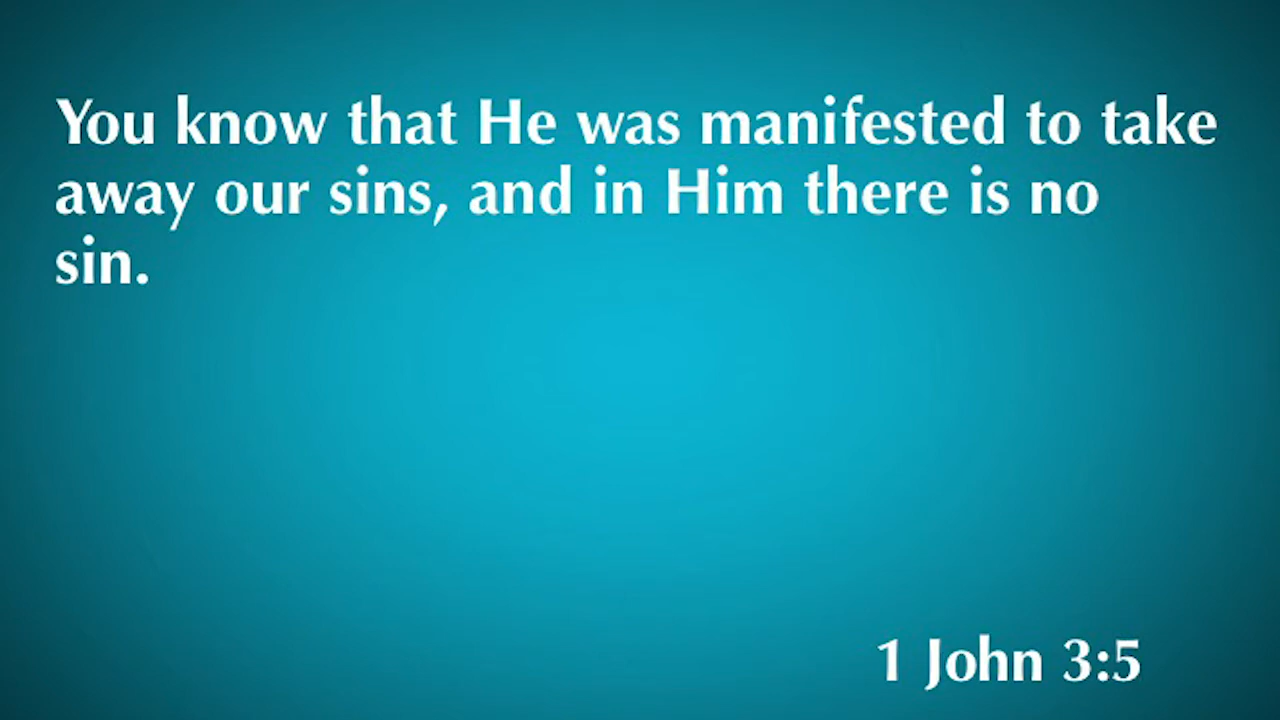 You know that He was manifested to take
away our sins, and in Him there is no
sin.
1 John 3:5